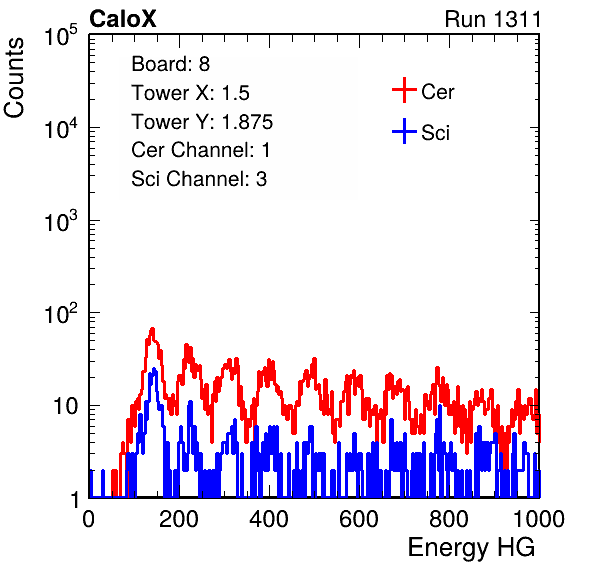 CaloX Run 1311
Counts
Board: 8
Tower X: 1.5
Tower Y: 1.875
Cer Channel: 1
Sci Channel: 3
Cer
Sci
10^5
10^4
10^3
10^2
10
1
0 200 400 600 800 1000
Energy HG